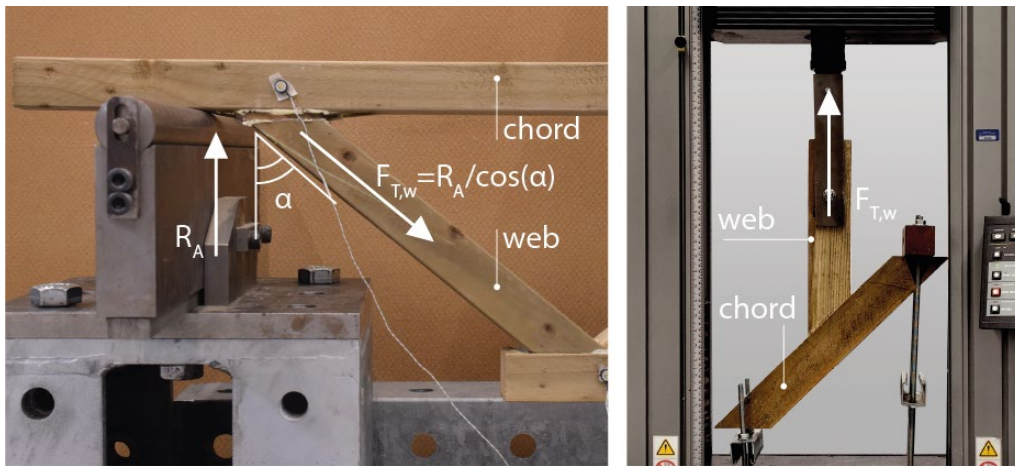 chord
α
F_T,w=R_A/cos(α)
R_A
web
F_T,w
web
chord